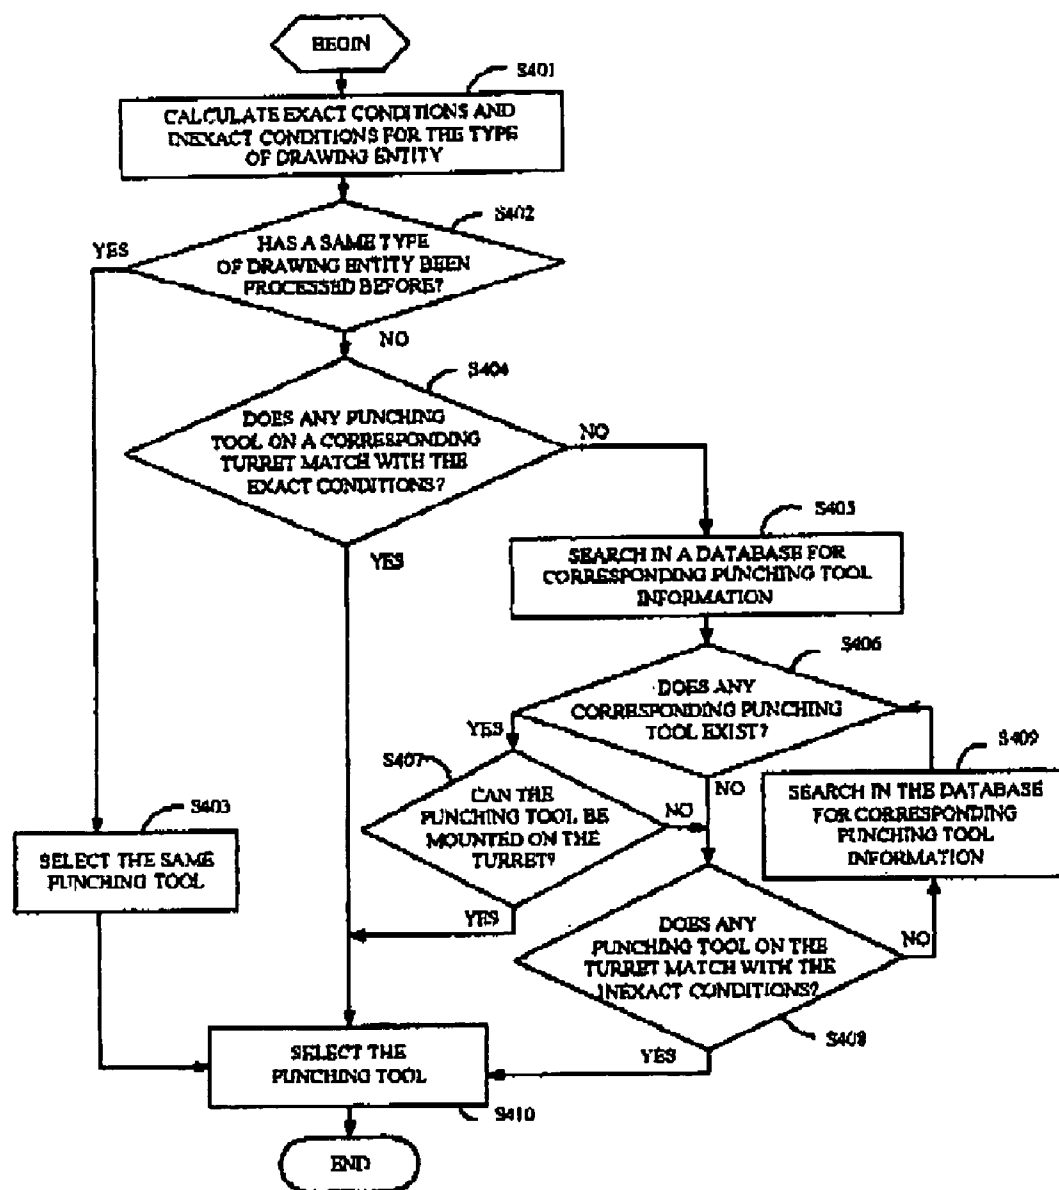 BEGIN
S401
CALCULATE EXACT CONDITIONS AND
INEXACT CONDITIONS FOR THE TYPE
OF DRAWING ENTITY
S402
YES
HAS A SAME TYPE
OF DRAWING ENTITY BEEN
PROCESSED BEFORE?
NO
S404
DOES ANY PUNCHING
TOOL ON A CORRESPONDING
TURRET MATCH WITH THE
EXACT CONDITIONS?
NO
YES
S405
SEARCH IN A DATABASE FOR
CORRESPONDING PUNCHING TOOL
INFORMATION
S406
DOES ANY
CORRESPONDING PUNCHING
TOOL EXIST?
YES
NO
S407
CAN THE
PUNCHING TOOL BE
MOUNTED ON THE
TURRET?
NO
YES
S409
SEARCH IN THE DATABASE
FOR CORRESPONDING
PUNCHING TOOL
INFORMATION
S403
SELECT THE SAME
PUNCHING TOOL
DOES ANY
PUNCHING TOOL ON THE
TURRET MATCH WITH THE
INEXACT CONDITIONS?
NO
S408
YES
SELECT THE
PUNCHING TOOL
S410
END